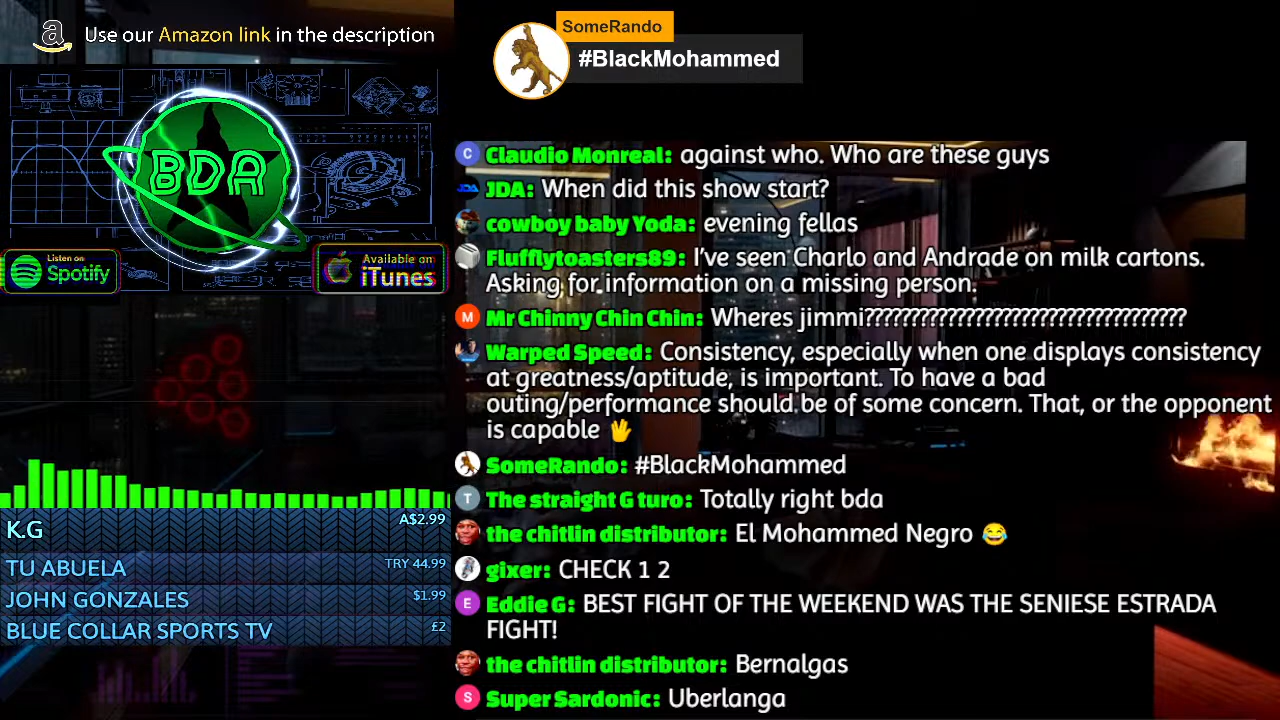 Use our Amazon link in the description
BDA
Listen on
Spotify
Available on
iTunes
K.G A$2.99
TU ABUELA TRY 44.99
JOHN GONZALES $1.99
BLUE COLLAR SPORTS TV £2
SomeRando
#BlackMohammed
C Claudio Monreal: against who. Who are these guys
JDA JDA: When did this show start?
cowboy baby Yoda: evening fellas
Flufflytoasters89: I've seen Charlo and Andrade on milk cartons.
Asking for information on a missing person.
M Mr Chinny Chin Chin: Wheres jimmi??????????????????????????????????
Warped Speed: Consistency, especially when one displays consistency
at greatness/aptitude, is important. To have a bad
outing/performance should be of some concern. That, or the opponent
is capable 🖖
SomeRando: #BlackMohammed
T The straight G turo: Totally right bda
the chitlin distributor: El Mohammed Negro 😂
gixer: CHECK 1 2
E Eddie G: BEST FIGHT OF THE WEEKEND WAS THE SENIESE ESTRADA
FIGHT!
the chitlin distributor: Bernalgas
S Super Sardonic: Uberlanga